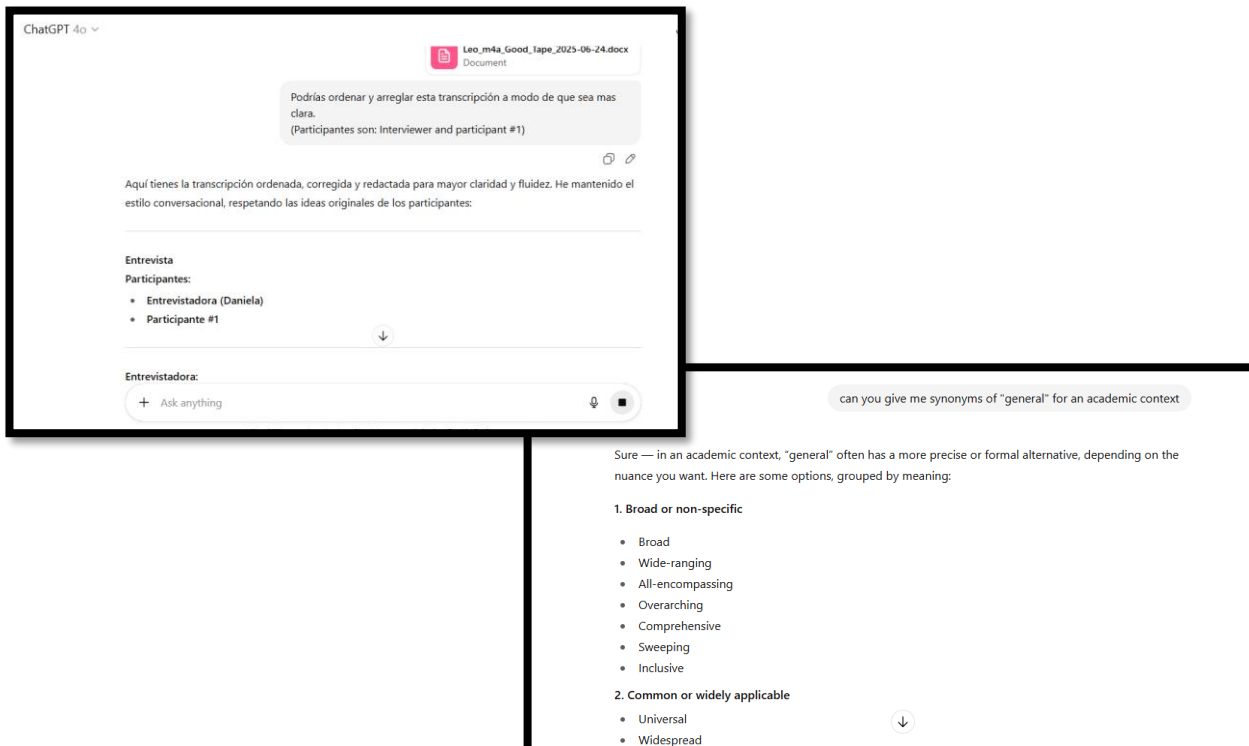 ChatGPT 4o
Leo_m4a_Good_Tape_2025-06-24.docx
Document
Podrías ordenar y arreglar esta transcripción a modo de que sea mas
clara.
(Participantes son: Interviewer and participant #1)
Aquí tienes la transcripción ordenada, corregida y redactada para mayor claridad y fluidez. He mantenido el
estilo conversacional, respetando las ideas originales de los participantes:
Entrevista
Participantes:
• Entrevistadora (Daniela)
• Participante #1
Entrevistadora:
Ask anything
can you give me synonyms of "general" for an academic context
Sure — in an academic context, "general" often has a more precise or formal alternative, depending on the
nuance you want. Here are some options, grouped by meaning:
1. Broad or non-specific
• Broad
• Wide-ranging
• All-encompassing
• Overarching
• Comprehensive
• Sweeping
• Inclusive
2. Common or widely applicable
• Universal
• Widespread